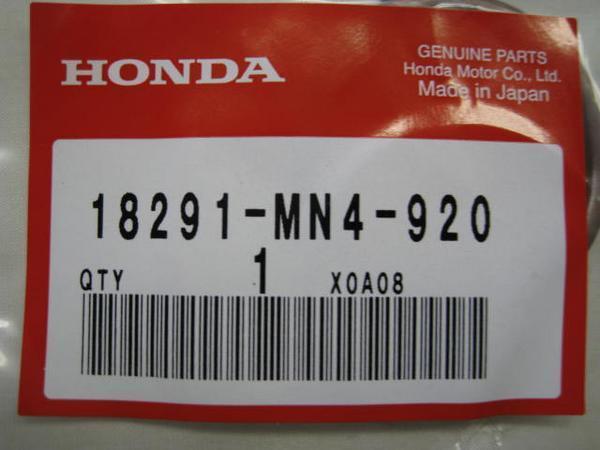 HONDA
GENUINE PARTS
Honda Motor Co., Ltd.
Made in Japan
18291-MN4-920
QTY 1 X0A08